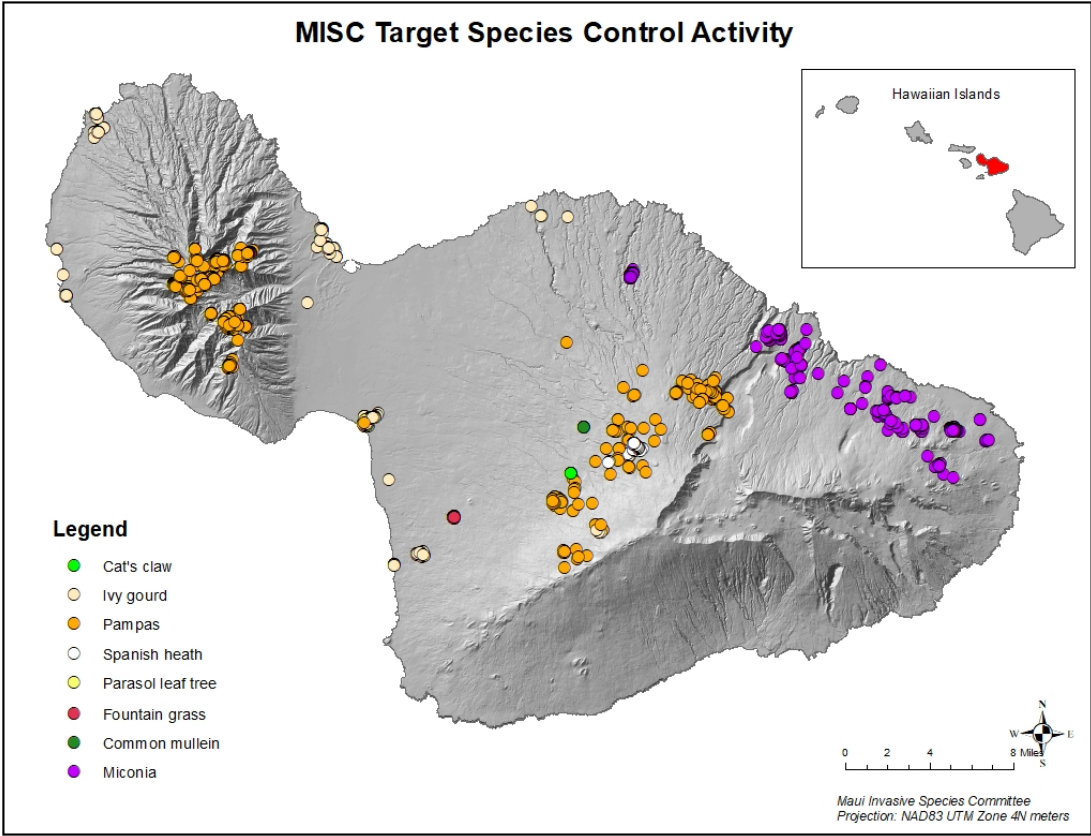 MISC Target Species Control Activity
Hawaiian Islands
Legend
Cat's claw
Ivy gourd
Pampas
Spanish heath
Parasol leaf tree
Fountain grass
Common mullein
Miconia
N
W E
S
0 2 4 8 Miles
Maui Invasive Species Committee
Projection: NAD83 UTM Zone 4N meters